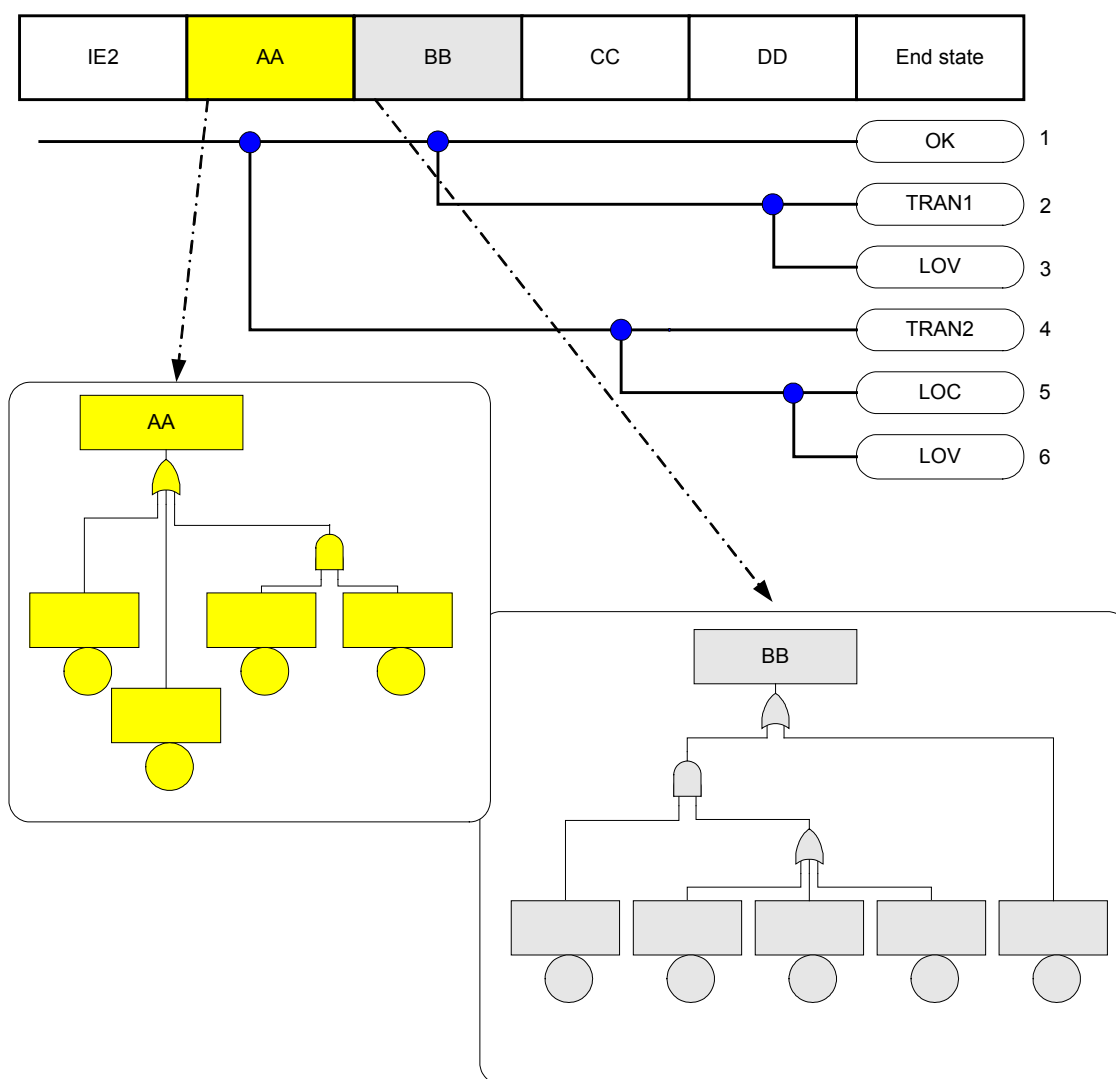 IE2 AA BB CC DD End state
OK 1
TRAN1 2
LOV 3
TRAN2 4
LOC 5
LOV 6
AA
BB